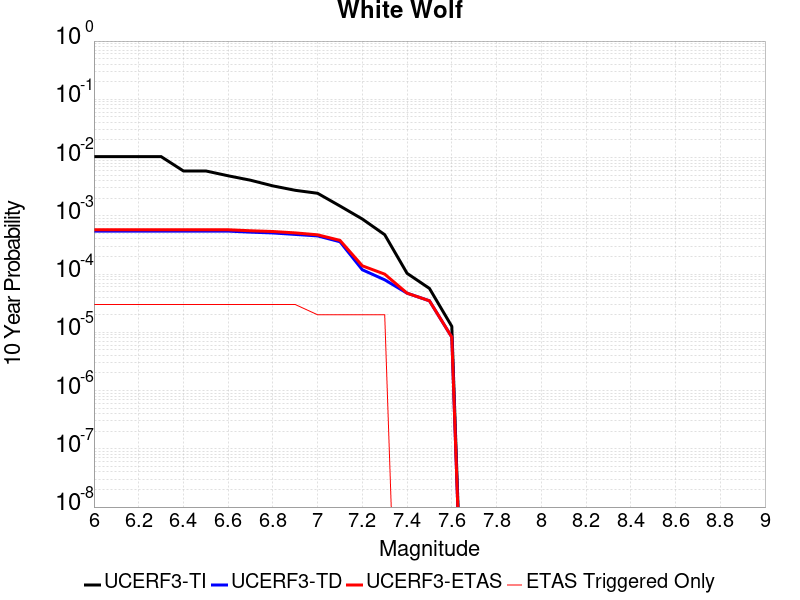 White Wolf
10 0
10 -1
10 -2
10 -3
10 -4
10 -5
10 -6
10 -7
10 -8
10 Year Probability
6 6.2 6.4 6.6 6.8 7 7.2 7.4 7.6 7.8 8 8.2 8.4 8.6 8.8 9
Magnitude
UCERF3-TI UCERF3-TD UCERF3-ETAS ETAS Triggered Only